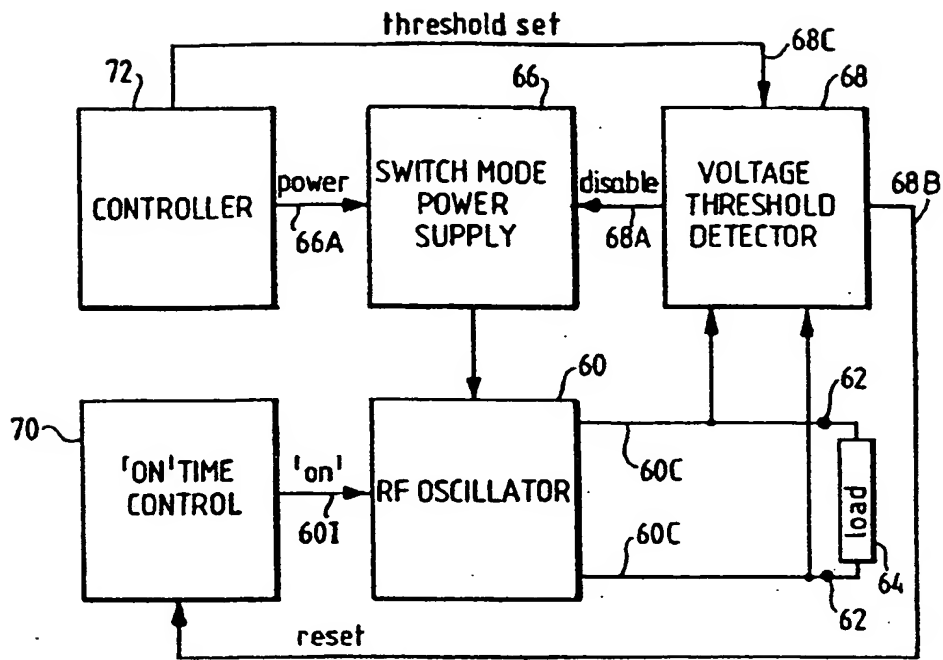 threshold set
68C
72
66
68
CONTROLLER
power
66A
SWITCH MODE
POWER
SUPPLY
disable
68A
VOLTAGE
THRESHOLD
DETECTOR
68B
70
'ON' TIME
CONTROL
'on'
60I
60
RF OSCILLATOR
60C
60C
62
load
64
62
reset